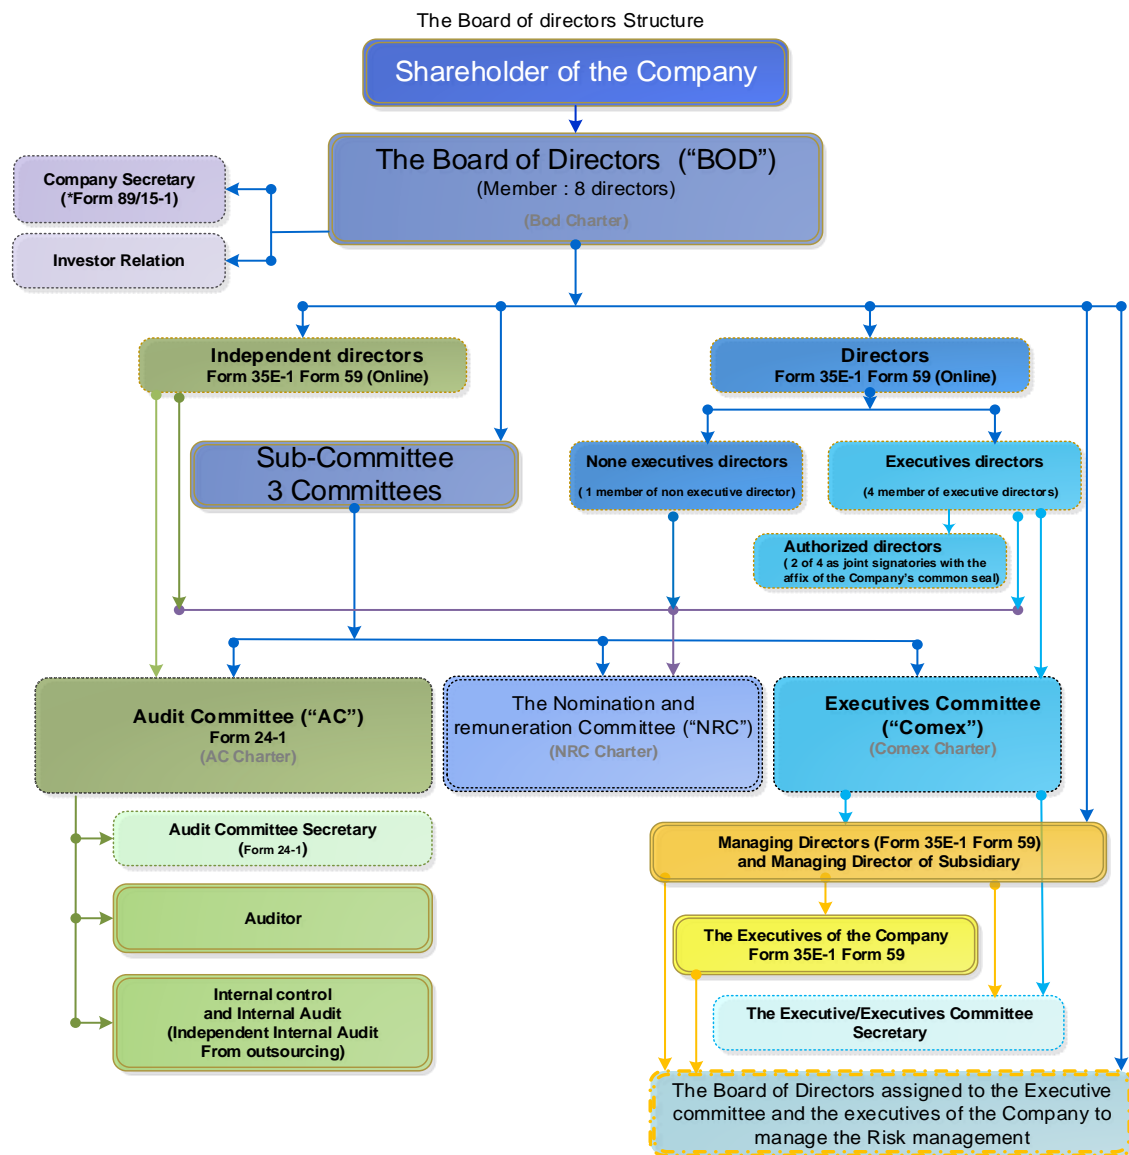 The Board of directors Structure
Shareholder of the Company
The Board of Directors (“BOD”)
(Member : 8 directors)
(Bod Charter)
Company Secretary
(*Form 89/15-1)
Investor Relation
Independent directors
Form 35E-1 Form 59 (Online)
Directors
Form 35E-1 Form 59 (Online)
Sub-Committee
3 Committees
None executives directors
( 1 member of non executive director)
Executives directors
(4 member of executive directors)
Authorized directors
( 2 of 4 as joint signatories with the
affix of the Company’s common seal)
Audit Committee (“AC”)
Form 24-1
(AC Charter)
The Nomination and
remuneration Committee (“NRC”)
(NRC Charter)
Executives Committee
(“Comex”)
(Comex Charter)
Audit Committee Secretary
(Form 24-1)
Auditor
Internal control
and Internal Audit
(Independent Internal Audit
From outsourcing)
Managing Directors (Form 35E-1 Form 59)
and Managing Director of Subsidiary
The Executives of the Company
Form 35E-1 Form 59
The Executive/Executives Committee
Secretary
The Board of Directors assigned to the Executive
committee and the executives of the Company to
manage the Risk management